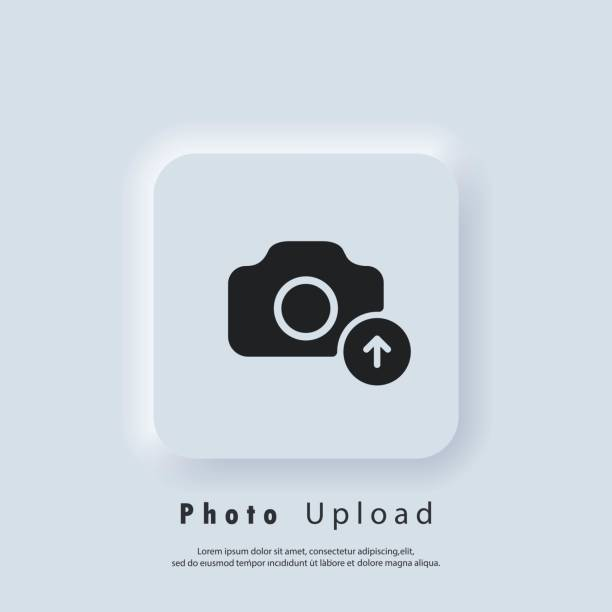 Photo Upload
Lorem ipsum dolor sit amet, consectetur adipiscing,elit,
sed do eiusmod tempor incididunt ut labore et dolore magna aliqua.